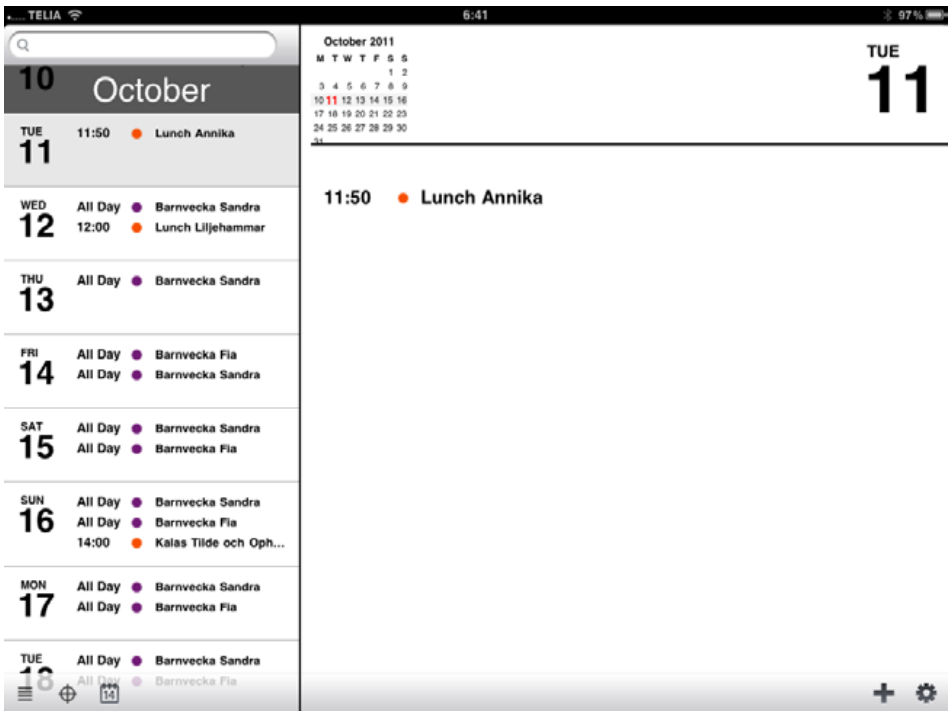 TELIA 6:41 97%
10
October
TUE
11
11:50 Lunch Annika
WED
12
All Day Barnvecka Sandra
12:00 Lunch Liljehammar
THU
13
All Day Barnvecka Sandra
FRI
14
All Day Barnvecka Fia
All Day Barnvecka Sandra
SAT
15
All Day Barnvecka Sandra
All Day Barnvecka Fia
SUN
16
All Day Barnvecka Sandra
All Day Barnvecka Fia
14:00 Kalas Tilde och Oph...
MON
17
All Day Barnvecka Sandra
All Day Barnvecka Fia
TUE
18
All Day Barnvecka Sandra
All Day Barnvecka Fia
14
October 2011
M T W T F S S
1 2
3 4 5 6 7 8 9
10 11 12 13 14 15 16
17 18 19 20 21 22 23
24 25 26 27 28 29 30
31
TUE
11
11:50 Lunch Annika